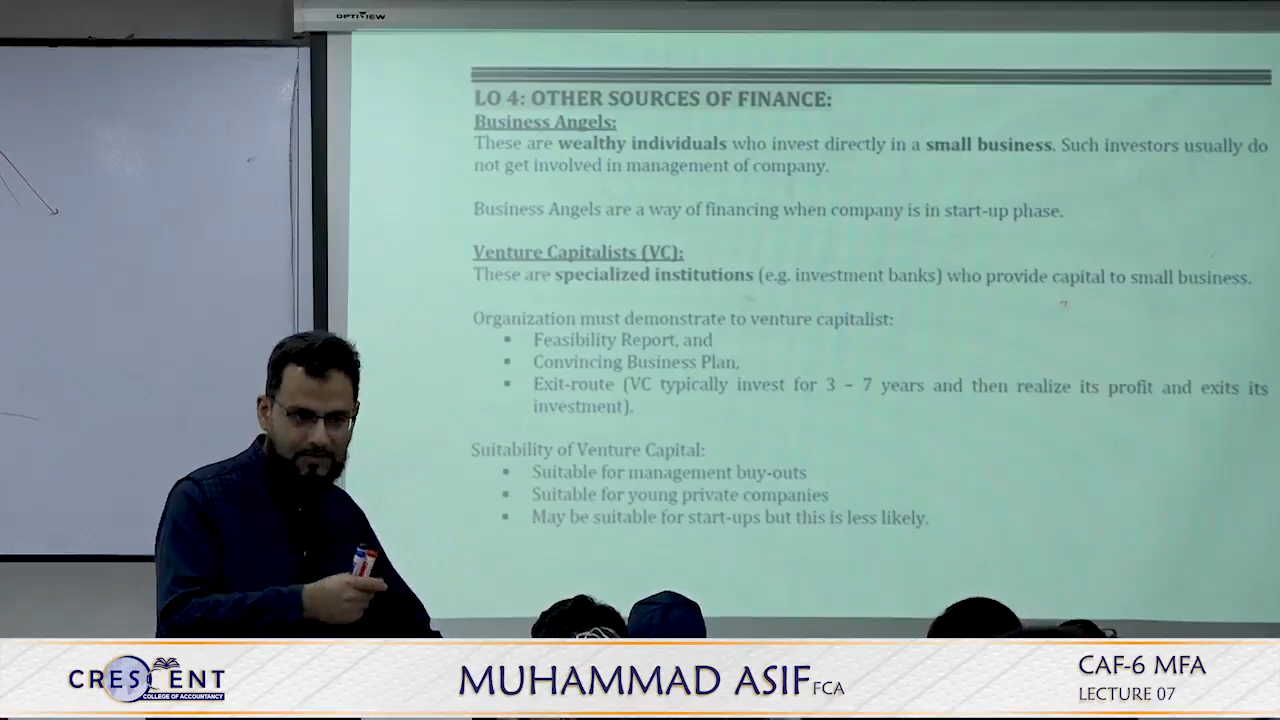 OPTIVIEW
LO 4: OTHER SOURCES OF FINANCE:
Business Angels:
These are wealthy individuals who invest directly in a small business. Such investors usually do
not get involved in management of company.
Business Angels are a way of financing when company is in start-up phase.
Venture Capitalists (VC):
These are specialized institutions (e.g. investment banks) who provide capital to small business.
Organization must demonstrate to venture capitalist:
• Feasibility Report, and
• Convincing Business Plan,
• Exit-route (VC typically invest for 3 – 7 years and then realize its profit and exits its
investment).
Suitability of Venture Capital:
• Suitable for management buy-outs
• Suitable for young private companies
• May be suitable for start-ups but this is less likely.
CRESCENT
COLLEGE OF ACCOUNTANCY
MUHAMMAD ASIF FCA
CAF-6 MFA
LECTURE 07